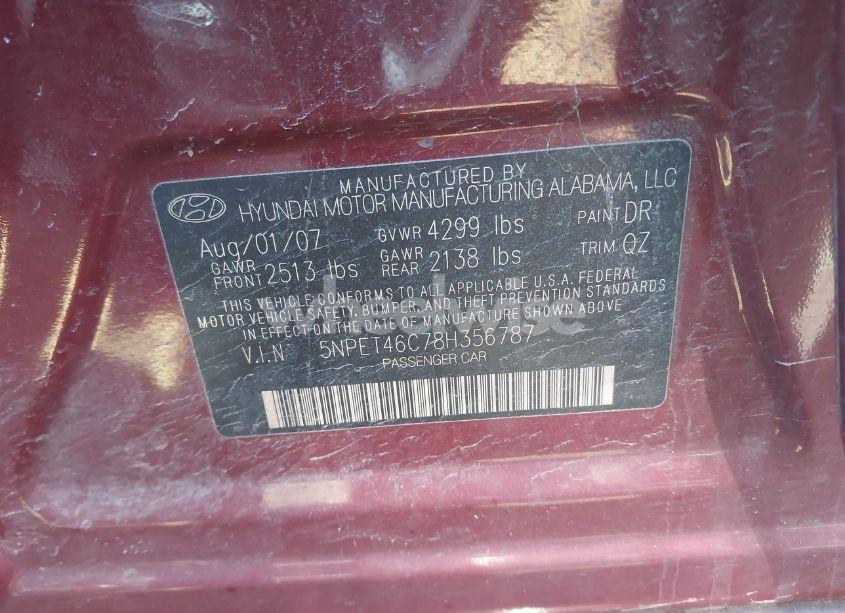 MANUFACTURED BY
HYUNDAI MOTOR MANUFACTURING ALABAMA, LLC
Aug/01/07 GVWR 4299 lbs PAINT DR
GAWR FRONT 2513 lbs GAWR REAR 2138 lbs TRIM QZ
THIS VEHICLE CONFORMS TO ALL APPLICABLE U.S.A. FEDERAL
MOTOR VEHICLE SAFETY, BUMPER, AND THEFT PREVENTION STANDARDS
IN EFFECT ON THE DATE OF MANUFACTURE SHOWN ABOVE
V.I.N 5NPET46C78H356787
PASSENGER CAR